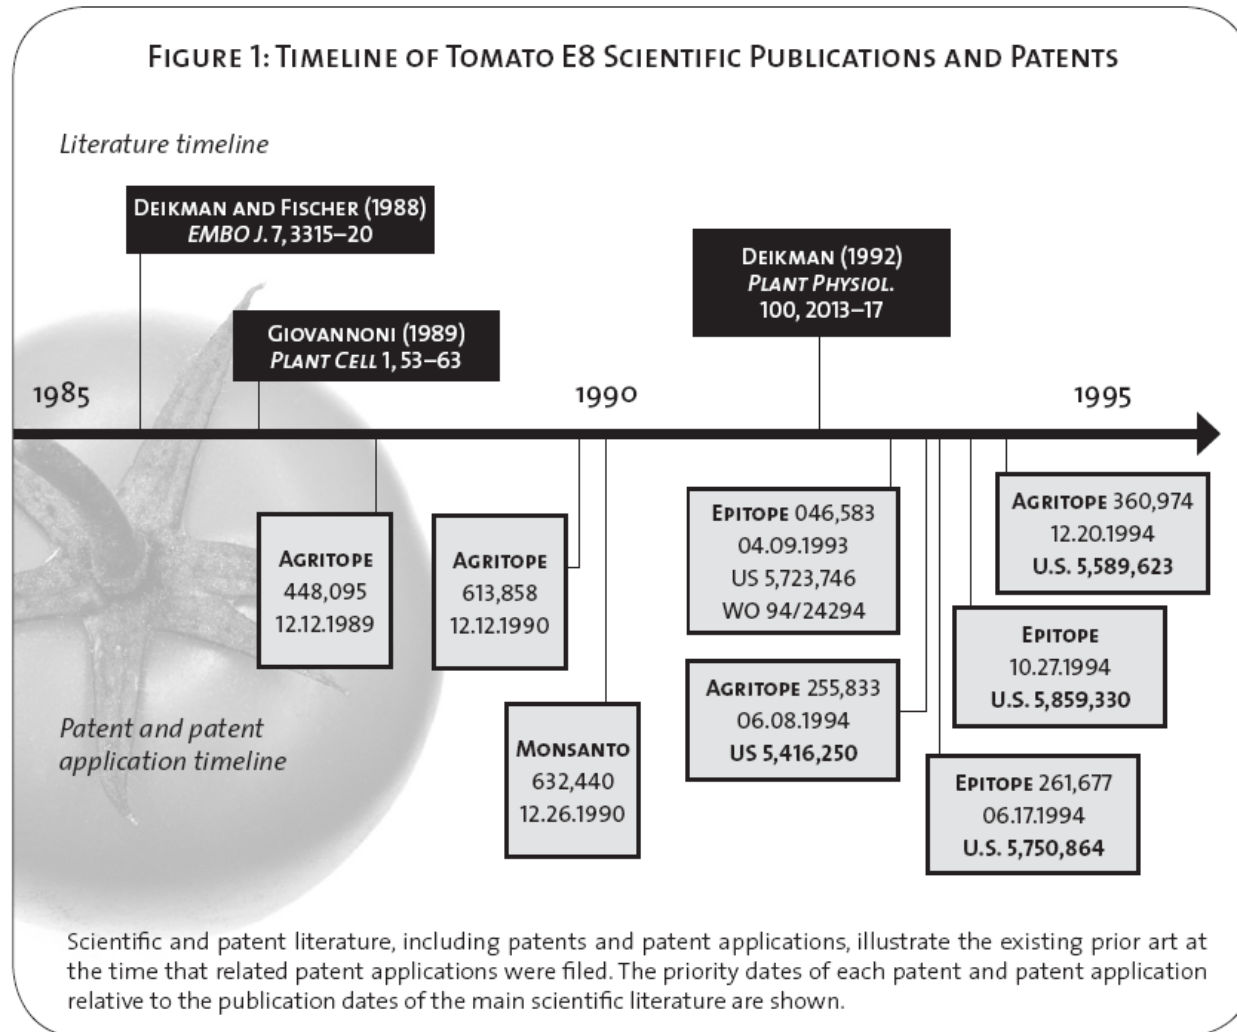 FIGURE 1: TIMELINE OF TOMATO E8 SCIENTIFIC PUBLICATIONS AND PATENTS
Literature timeline
DEIKMAN AND FISCHER (1988)
EMBO J. 7, 3315–20
DEIKMAN (1992)
PLANT PHYSIOL.
100, 2013–17
GIOVANNONI (1989)
PLANT CELL 1, 53–63
1985
1990
1995
AGRITOPE
448,095
12.12.1989
AGRITOPE
613,858
12.12.1990
MONSANTO
632,440
12.26.1990
EPITOPE 046,583
04.09.1993
US 5,723,746
WO 94/24294
AGRITOPE 255,833
06.08.1994
US 5,416,250
AGRITOPE 360,974
12.20.1994
U.S. 5,589,623
EPITOPE
10.27.1994
U.S. 5,859,330
EPITOPE 261,677
06.17.1994
U.S. 5,750,864
Patent and patent
application timeline
Scientific and patent literature, including patents and patent applications, illustrate the existing prior art at
the time that related patent applications were filed. The priority dates of each patent and patent application
relative to the publication dates of the main scientific literature are shown.